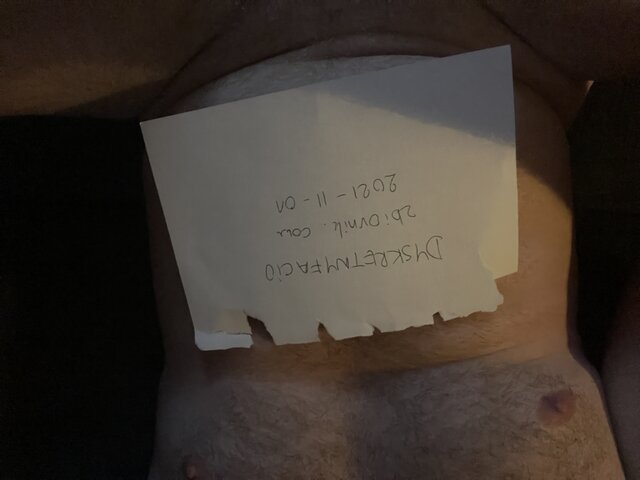 DYSKRETNYFACIO
zbiornik.com
2021-11-01